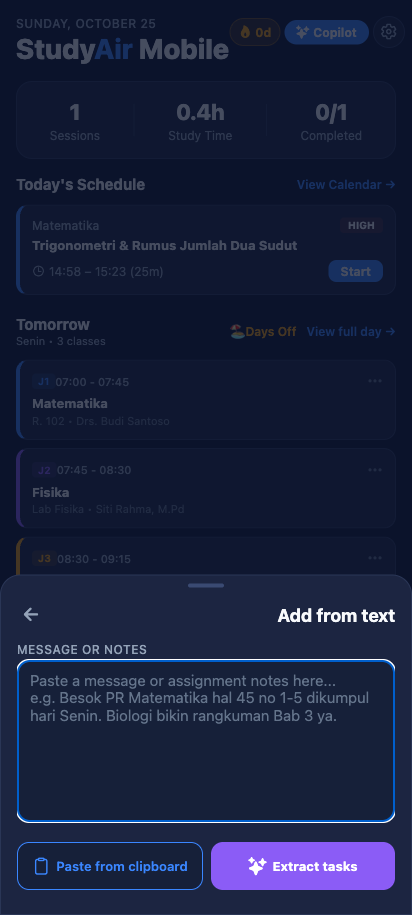 SUNDAY, OCTOBER 25
StudyAir Mobile
0d
Copilot
1
Sessions
0.4h
Study Time
0/1
Completed
Today's Schedule
View Calendar →
Matematika
HIGH
Trigonometri & Rumus Jumlah Dua Sudut
14:58 – 15:23 (25m)
Start
Tomorrow
Senin • 3 classes
Days Off
View full day →
J1 07:00 - 07:45
Matematika
R. 102 • Drs. Budi Santoso
J2 07:45 - 08:30
Fisika
Lab Fisika • Siti Rahma, M.Pd
J3 08:30 - 09:15
Add from text
MESSAGE OR NOTES
Paste a message or assignment notes here...
e.g. Besok PR Matematika hal 45 no 1-5 dikumpul
hari Senin. Biologi bikin rangkuman Bab 3 ya.
Paste from clipboard
Extract tasks